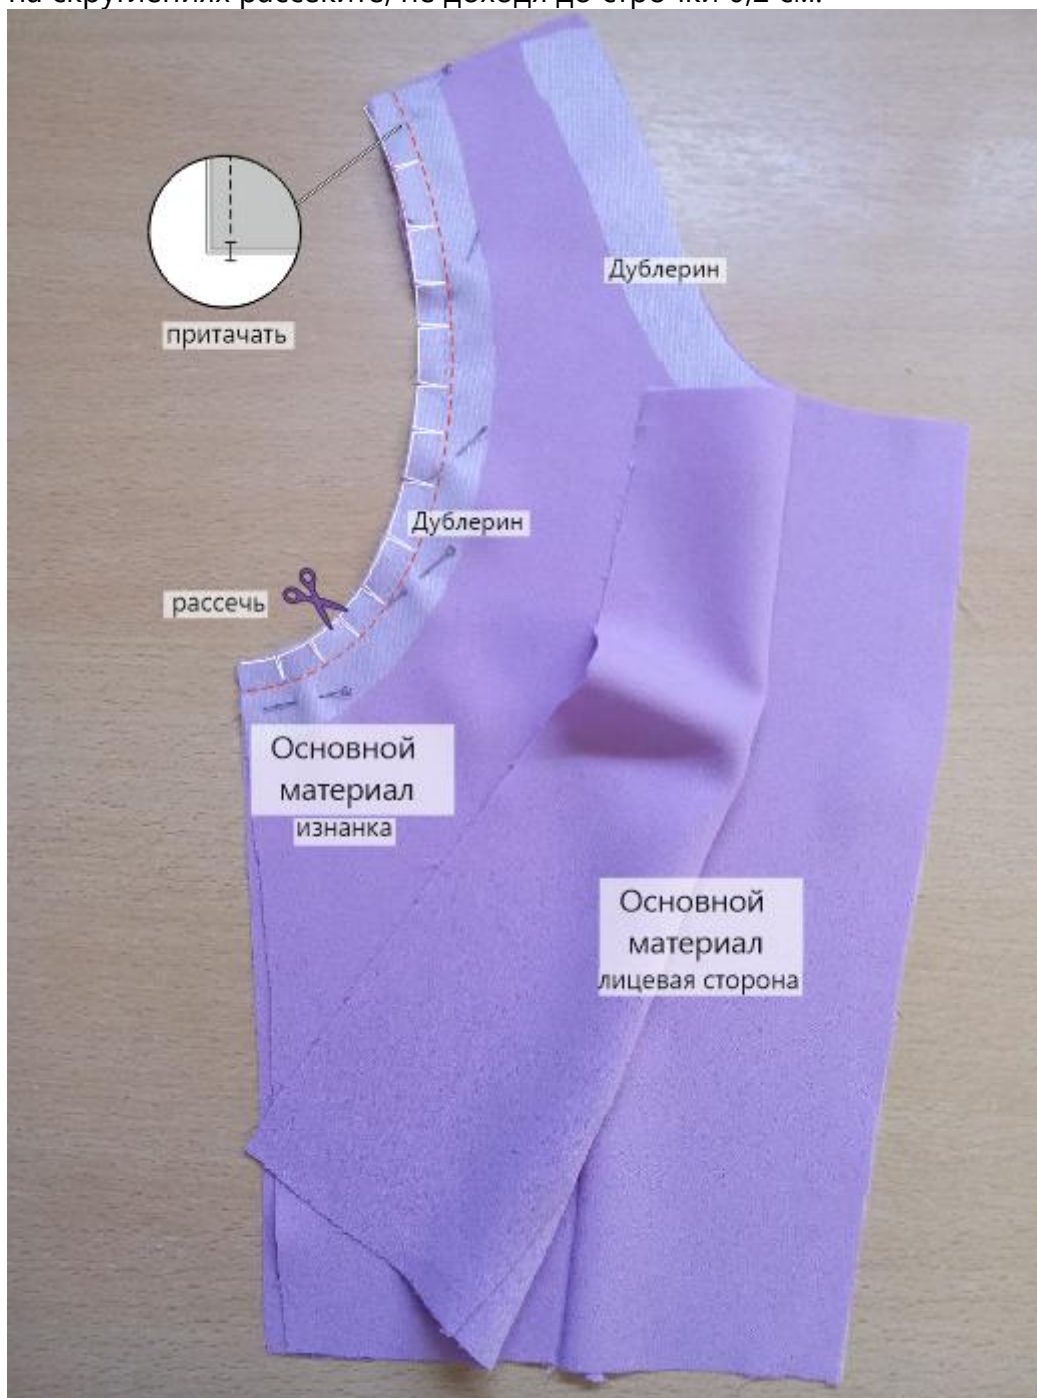 на скруглениях рассеките, не доходя до строчки 0,2 см.
Дублерин
притачать
Дублерин
рассечь
Основной
материал
изнанка
Основной
материал
лицевая сторона